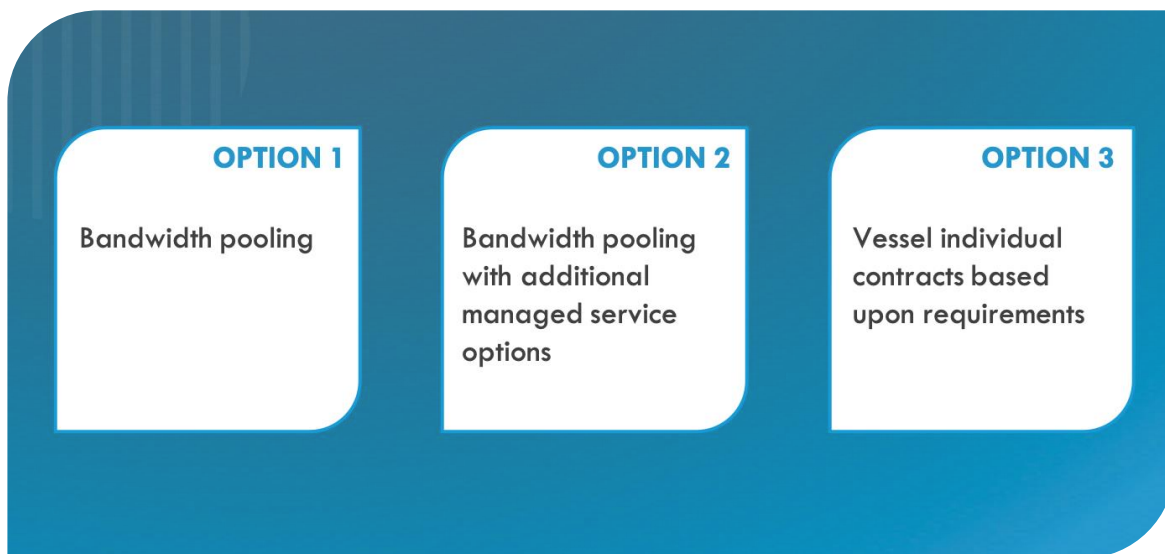 OPTION 1
Bandwidth pooling
OPTION 2
Bandwidth pooling
with additional
managed service
options
OPTION 3
Vessel individual
contracts based
upon requirements